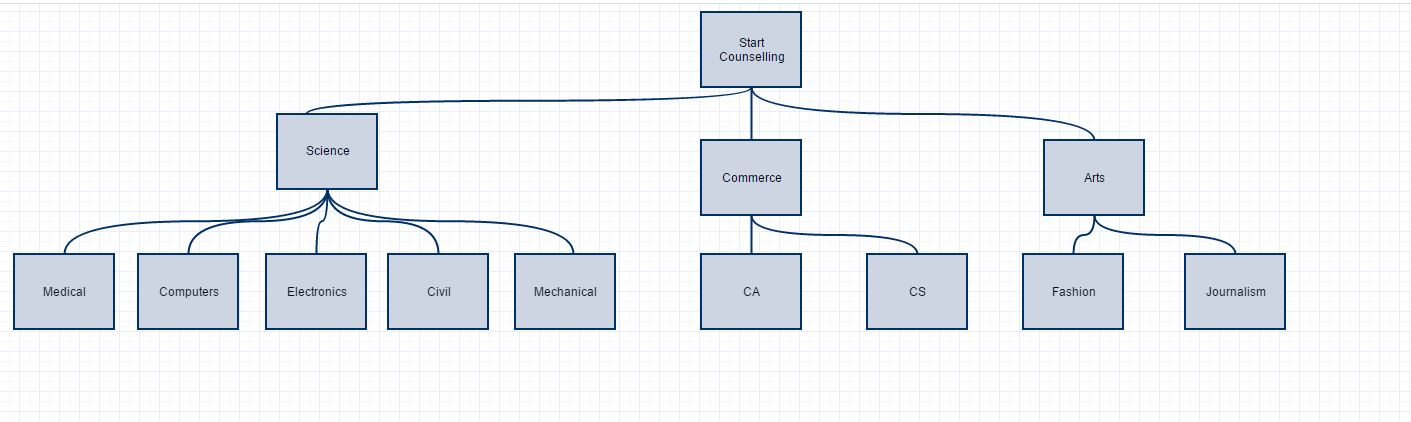 Start
Counselling
Science
Commerce
Arts
Medical
Computers
Electronics
Civil
Mechanical
CA
CS
Fashion
Journalism